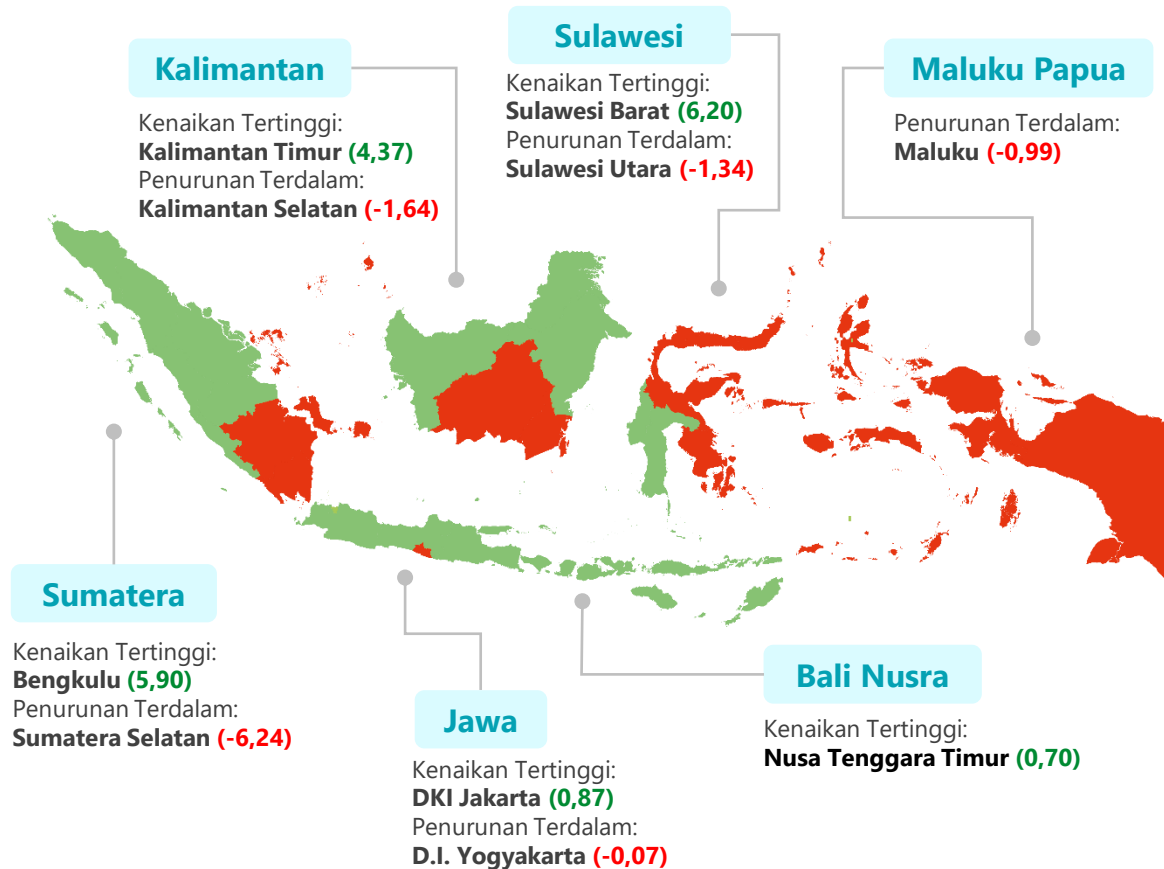 Kalimantan
Kenaikan Tertinggi:
Kalimantan Timur (4,37)
Penurunan Terdalam:
Kalimantan Selatan (-1,64)
Sulawesi
Kenaikan Tertinggi:
Sulawesi Barat (6,20)
Penurunan Terdalam:
Sulawesi Utara (-1,34)
Maluku Papua
Penurunan Terdalam:
Maluku (-0,99)
Sumatera
Kenaikan Tertinggi:
Bengkulu (5,90)
Penurunan Terdalam:
Sumatera Selatan (-6,24)
Jawa
Kenaikan Tertinggi:
DKI Jakarta (0,87)
Penurunan Terdalam:
D.I. Yogyakarta (-0,07)
Bali Nusra
Kenaikan Tertinggi:
Nusa Tenggara Timur (0,70)